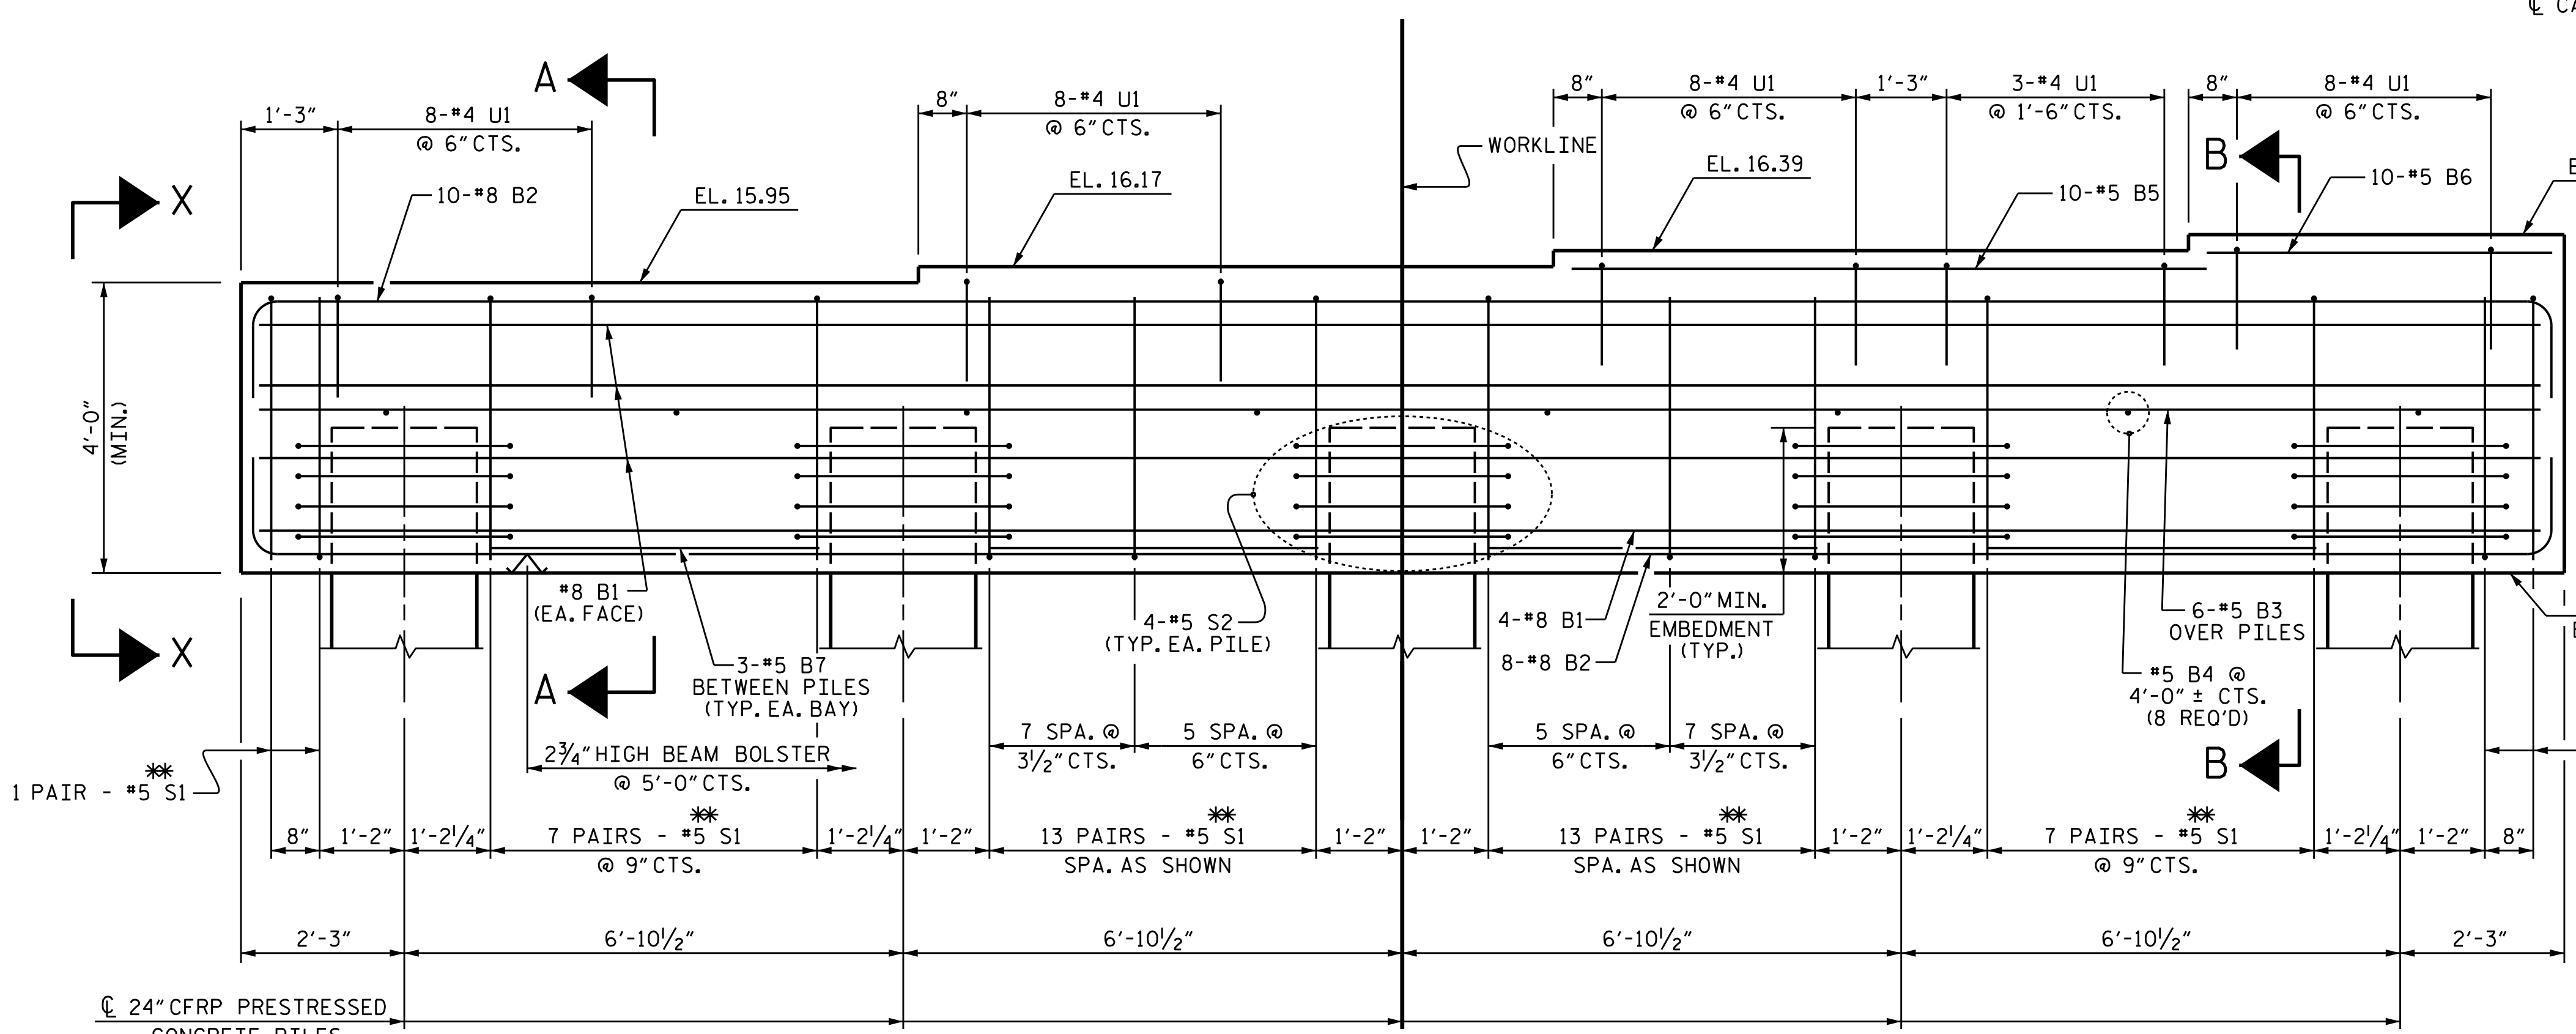 ℄ CA
A
8″
8-#4 U1
@ 6″CTS.
1′-3″
3-#4 U1
@ 1′-6″CTS.
8″
8-#4 U1
@ 6″CTS.
8″
8-#4 U1
@ 6″CTS.
1′-3″
8-#4 U1
@ 6″CTS.
WORKLINE
B
X
10-#8 B2
EL. 15.95
EL. 16.17
EL. 16.39
10-#5 B5
10-#5 B6
4′-0″
(MIN.)
#8 B1
(EA. FACE)
3-#5 B7
BETWEEN PILES
(TYP. EA. BAY)
4-#5 S2
(TYP. EA. PILE)
4-#8 B1
8-#8 B2
2′-0″MIN.
EMBEDMENT
(TYP.)
6-#5 B3
OVER PILES
#5 B4 @
4′-0″± CTS.
(8 REQ'D)
X
A
2¾″HIGH BEAM BOLSTER
@ 5′-0″CTS.
7 SPA. @
3½″CTS.
5 SPA. @
6″CTS.
5 SPA. @
6″CTS.
7 SPA. @
3½″CTS.
B
**
1 PAIR - #5 S1
** ** ** **
8″ 1′-2″ 1′-2¼″ 7 PAIRS - #5 S1 1′-2¼″ 1′-2″ 13 PAIRS - #5 S1 1′-2″ 1′-2″ 13 PAIRS - #5 S1 1′-2″ 1′-2¼″ 7 PAIRS - #5 S1 1′-2¼″ 1′-2″ 8″
@ 9″CTS. SPA. AS SHOWN SPA. AS SHOWN @ 9″CTS.
2′-3″ 6′-10½″ 6′-10½″ 6′-10½″ 6′-10½″ 2′-3″
℄ 24″CFRP PRESTRESSED
CONCRETE PILES